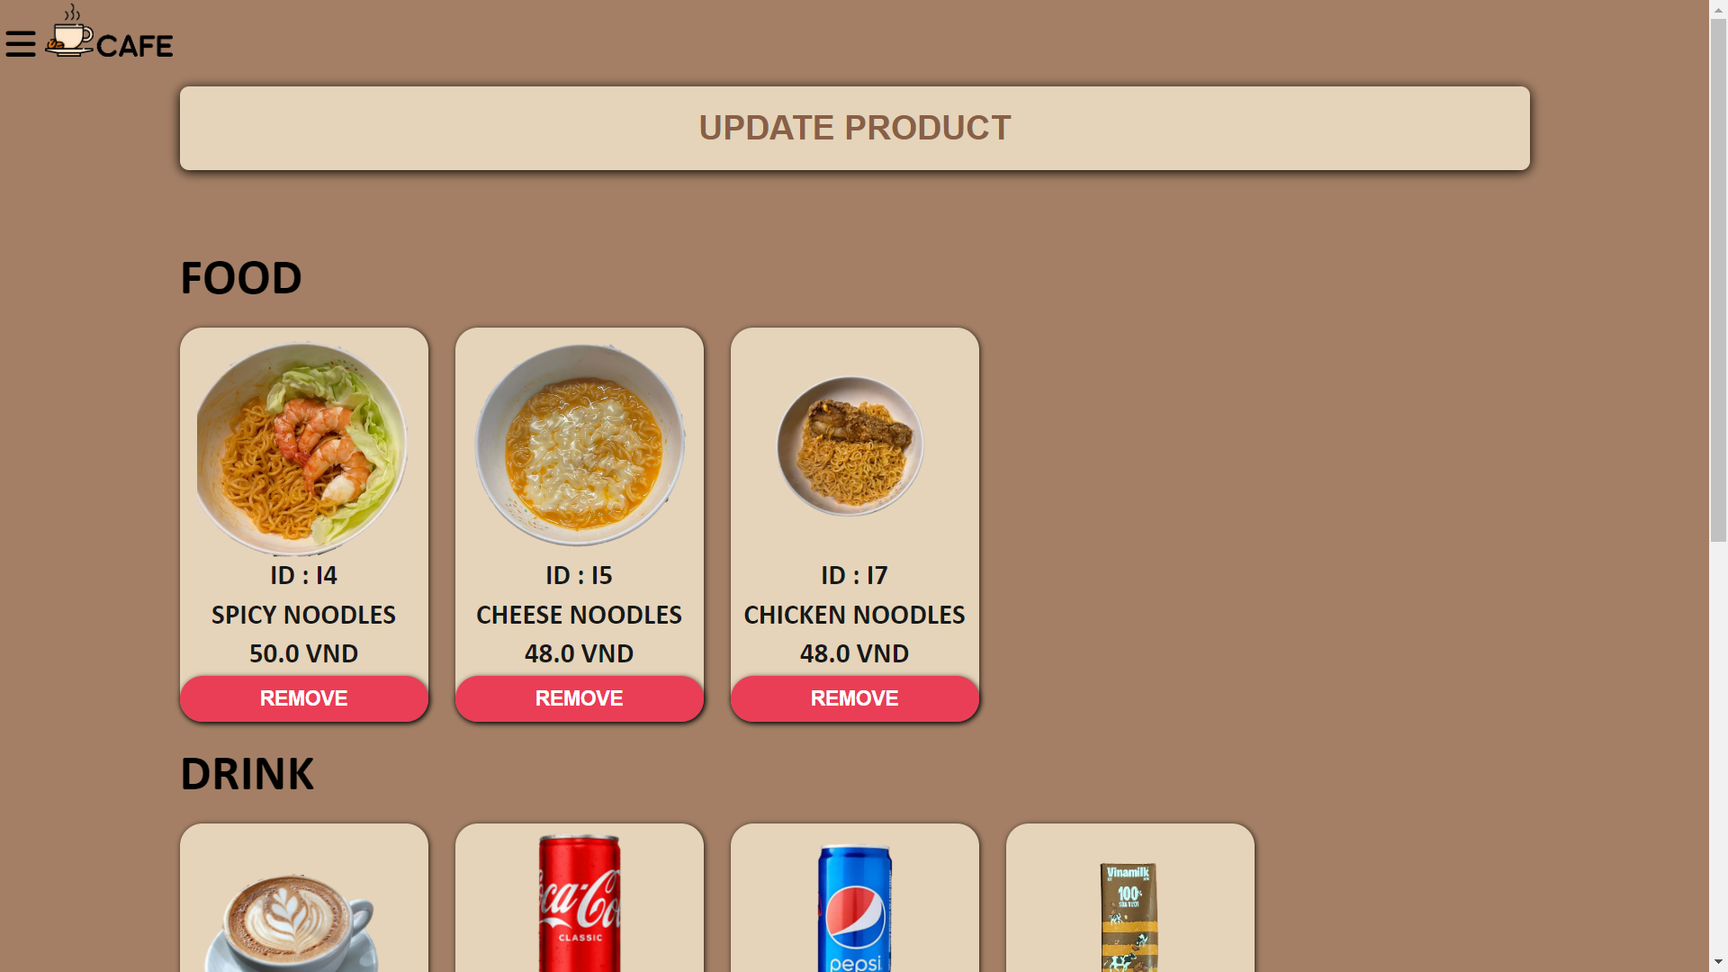 CAFE
UPDATE PRODUCT
FOOD
ID : I4
SPICY NOODLES
50.0 VND
REMOVE
ID : I5
CHEESE NOODLES
48.0 VND
REMOVE
ID : I7
CHICKEN NOODLES
48.0 VND
REMOVE
DRINK
Coca-Co
CLASSIC
pepsi
Vinamilk
100%